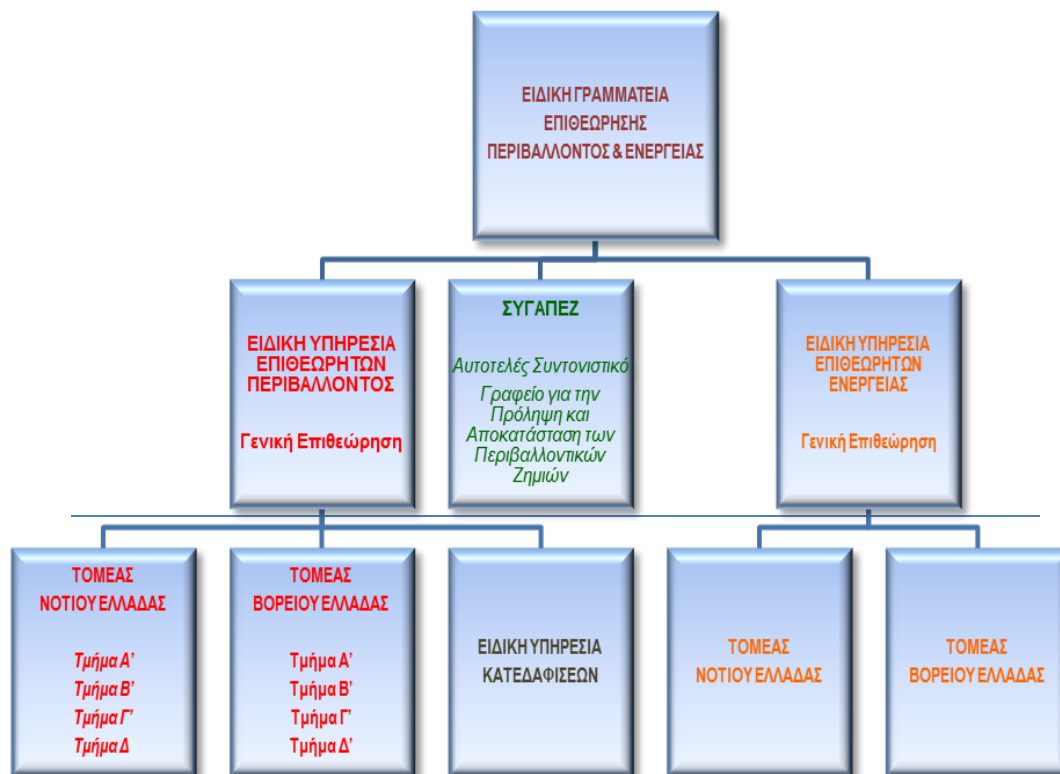 ΕΙΔΙΚΗ ΓΡΑΜΜΑΤΕΙΑ
ΕΠΙΘΕΩΡΗΣΗΣ
ΠΕΡΙΒΑΛΛΟΝΤΟΣ & ΕΝΕΡΓΕΙΑΣ
ΕΙΔΙΚΗ ΥΠΗΡΕΣΙΑ
ΕΠΙΘΕΩΡΗΤΩΝ
ΠΕΡΙΒΑΛΛΟΝΤΟΣ
Γενική Επιθεώρηση
ΣΥΓΑΠΕΖ
Αυτοτελές Συντονιστικό
Γραφείο για την
Πρόληψη και
Αποκατάσταση των
Περιβαλλοντικών
Ζημιών
ΕΙΔΙΚΗ ΥΠΗΡΕΣΙΑ
ΕΠΙΘΕΩΡΗΤΩΝ
ΕΝΕΡΓΕΙΑΣ
Γενική Επιθεώρηση
ΤΟΜΕΑΣ
ΝΟΤΙΟΥ ΕΛΛΑΔΑΣ
Τμήμα Α’
Τμήμα Β’
Τμήμα Γ’
Τμήμα Δ
ΤΟΜΕΑΣ
ΒΟΡΕΙΟΥ ΕΛΛΑΔΑΣ
Τμήμα Α’
Τμήμα Β’
Τμήμα Γ’
Τμήμα Δ’
ΕΙΔΙΚΗ ΥΠΗΡΕΣΙΑ
ΚΑΤΕΔΑΦΙΣΕΩΝ
ΤΟΜΕΑΣ
ΝΟΤΙΟΥ ΕΛΛΑΔΑΣ
ΤΟΜΕΑΣ
ΒΟΡΕΙΟΥ ΕΛΛΑΔΑΣ